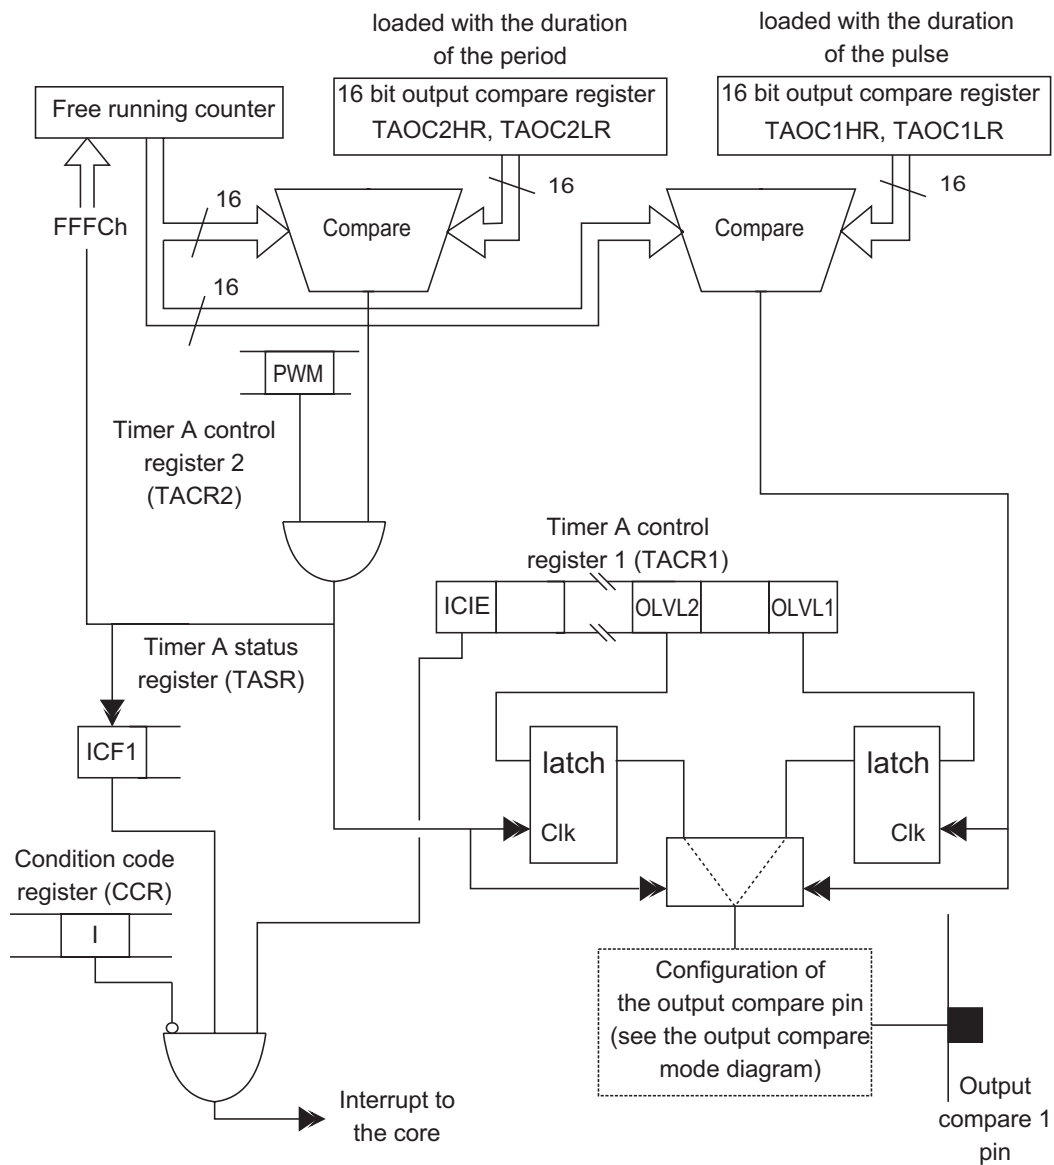 loaded with the duration
of the period
loaded with the duration
of the pulse
Free running counter
16 bit output compare register
TAOC2HR, TAOC2LR
16 bit output compare register
TAOC1HR, TAOC1LR
16
16
16
FFFCh
Compare
Compare
16
PWM
Timer A control
register 2
(TACR2)
Timer A control
register 1 (TACR1)
ICIE
OLVL2
OLVL1
Timer A status
register (TASR)
ICF1
latch
Clk
latch
Clk
Condition code
register (CCR)
I
Configuration of
the output compare pin
(see the output compare
mode diagram)
Output
compare 1
pin
Interrupt to
the core